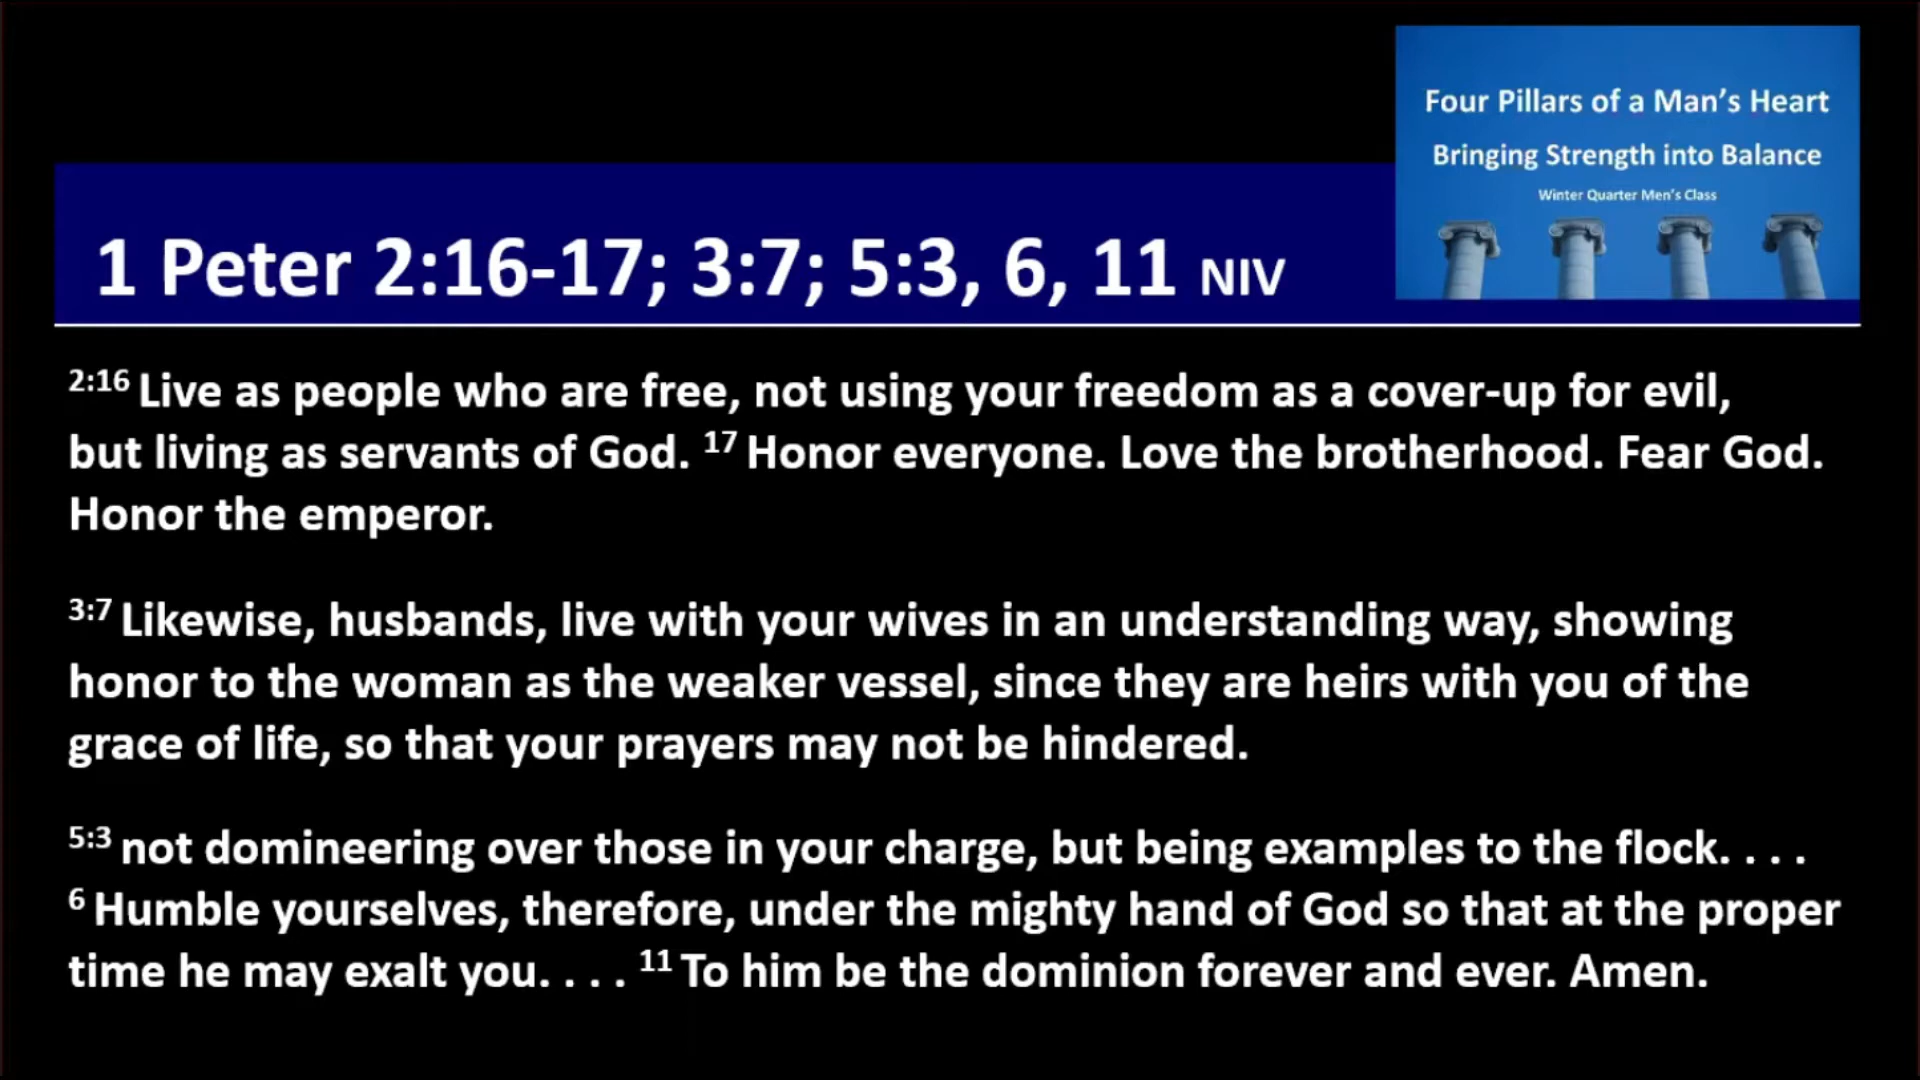 Four Pillars of a Man's Heart
Bringing Strength into Balance
Winter Quarter Men's Class
1 Peter 2:16-17; 3:7; 5:3, 6, 11 NIV
2:16 Live as people who are free, not using your freedom as a cover-up for evil,
but living as servants of God. 17 Honor everyone. Love the brotherhood. Fear God.
Honor the emperor.
3:7 Likewise, husbands, live with your wives in an understanding way, showing
honor to the woman as the weaker vessel, since they are heirs with you of the
grace of life, so that your prayers may not be hindered.
5:3 not domineering over those in your charge, but being examples to the flock. . . .
6 Humble yourselves, therefore, under the mighty hand of God so that at the proper
time he may exalt you. . . . 11 To him be the dominion forever and ever. Amen.